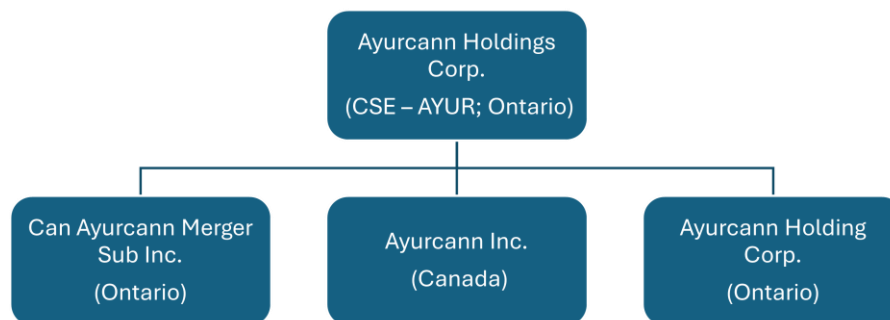 Ayurcann Holdings
Corp.
(CSE – AYUR; Ontario)
Can Ayurcann Merger
Sub Inc.
(Ontario)
Ayurcann Inc.
(Canada)
Ayurcann Holding
Corp.
(Ontario)